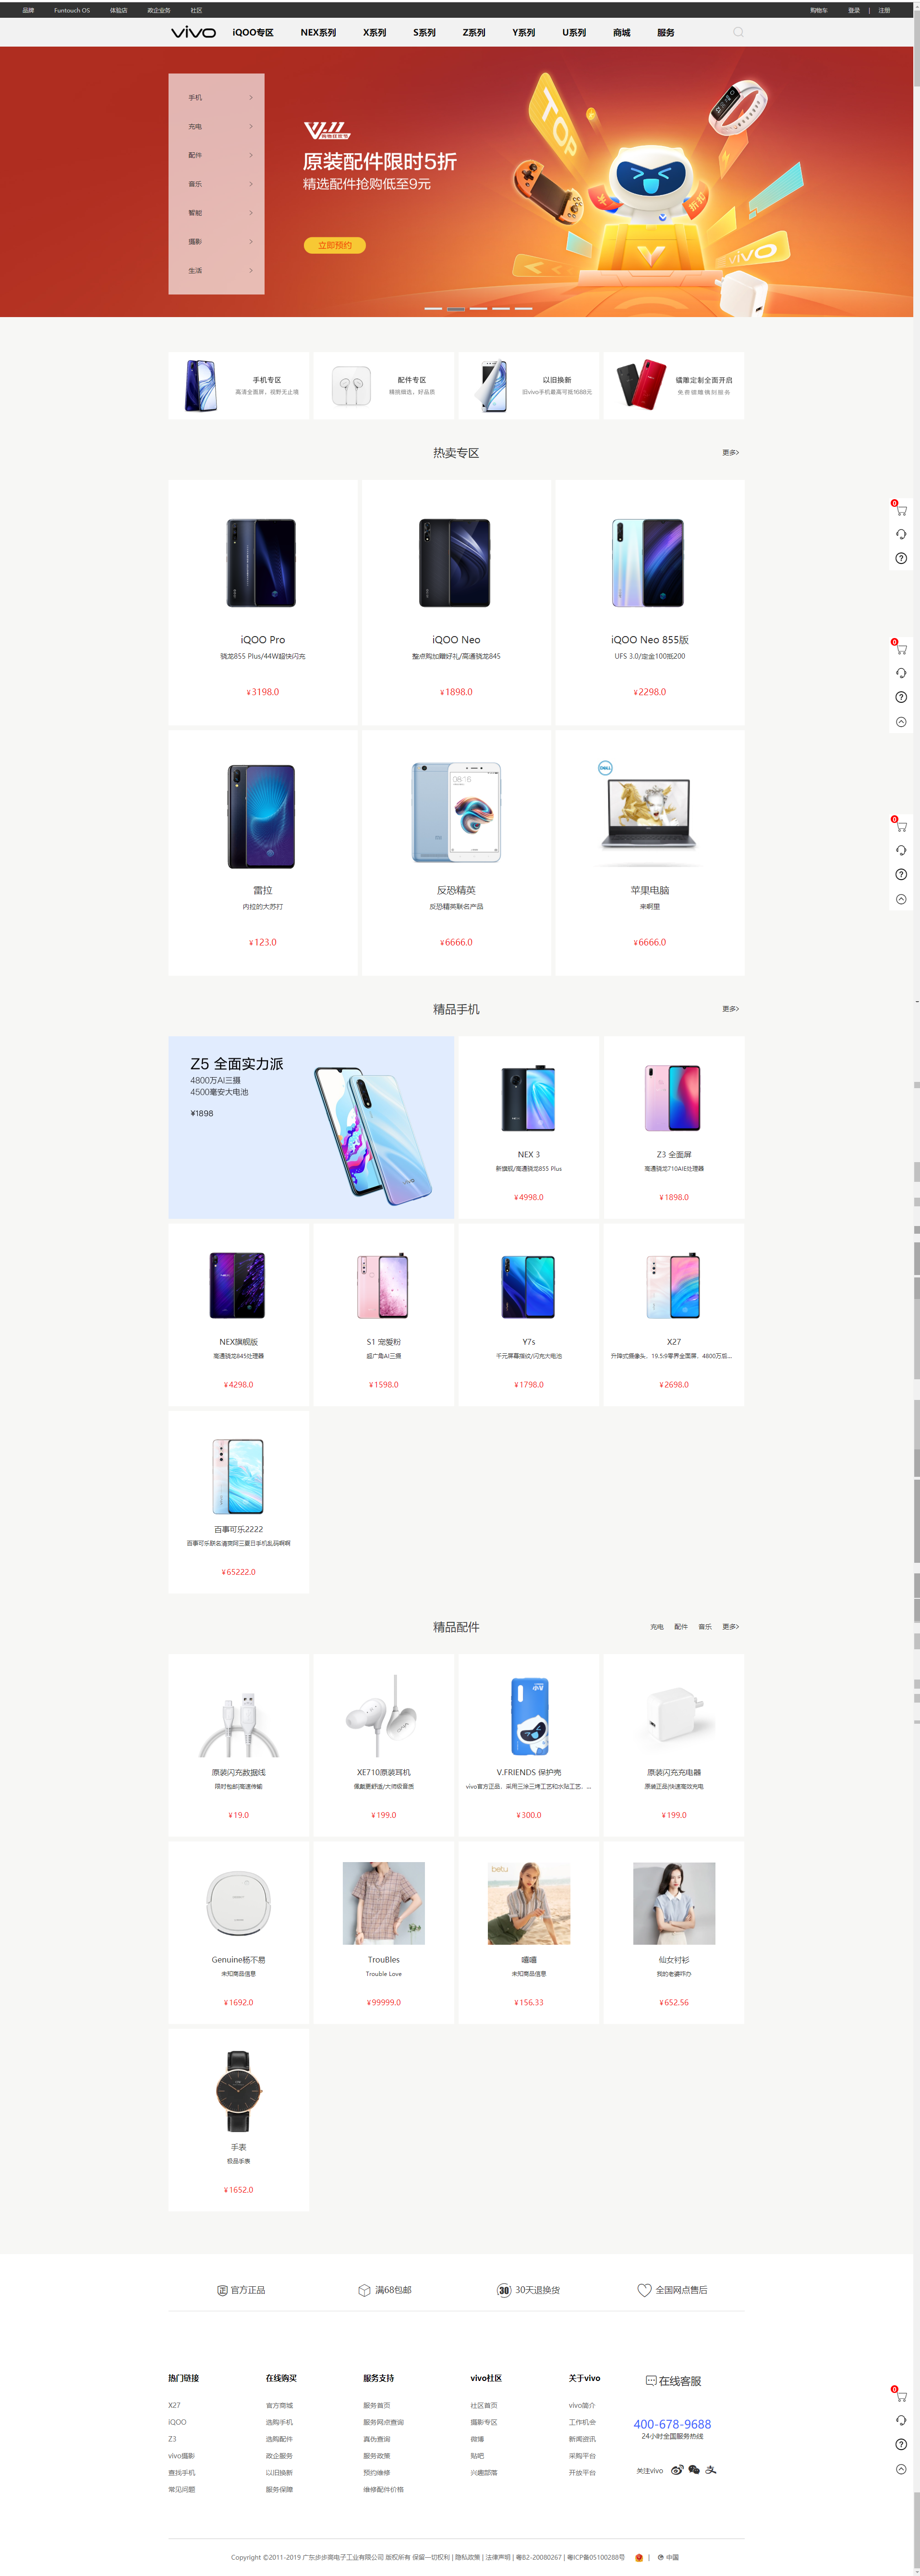 品牌 Funtouch OS 体验店 政企业务 社区 购物车 登录 | 注册
vivo iQOO专区 NEX系列 X系列 S系列 Z系列 Y系列 U系列 商城 服务
手机 >
充电 >
配件 >
音乐 >
智能 >
摄影 >
生活 >
原装配件限时5折
精选配件抢购低至9元
立即预约
TOP
vivo
手机专区
高清全面屏，视野无止境
配件专区
精挑细选，好品质
以旧换新
旧vivo手机最高可抵1688元
镭雕定制全面开启
免费镭雕镌刻服务
热卖专区 更多>
iQOO Pro
骁龙855 Plus/44W超快闪充
¥3198.0
iQOO Neo
整点购加赠好礼/高通骁龙845
¥1898.0
iQOO Neo 855版
UFS 3.0/定金100抵200
¥2298.0
0
0
DELL
08:16
雷拉
内拉的大苏打
¥123.0
反恐精英
反恐精英联名产品
¥6666.0
苹果电脑
来啊里
¥6666.0
0
精品手机 更多>
Z5 全面实力派
4800万AI三摄
4500毫安大电池
¥1898
NEX 3
新旗舰/高通骁龙855 Plus
¥4998.0
Z3 全面屏
高通骁龙710AIE处理器
¥1898.0
NEX旗舰版
高通骁龙845处理器
¥4298.0
S1 宠爱粉
超广角AI三摄
¥1598.0
Y7s
千元屏幕指纹/闪充大电池
¥1798.0
X27
升降式摄像头，19.5:9零界全面屏，4800万后...
¥2698.0
百事可乐2222
百事可乐联名清爽阿三夏日手机乱码啊啊
¥65222.0
精品配件 充电 配件 音乐 更多>
原装闪充数据线
限时包邮|高速传输
¥19.0
XE710原装耳机
佩戴更舒适/大师级音质
¥199.0
V.FRIENDS 保护壳
vivo官方正品，采用三涂三烤工艺和水贴工艺，...
¥300.0
原装闪充充电器
原装正品|快速高效充电
¥199.0
Genuine杨不易
未知商品信息
¥1692.0
TrouBles
Trouble Love
¥99999.0
嘻嘻
未知商品信息
¥156.33
仙女衬衫
我的老婆咋办
¥652.56
手表
极品手表
¥1652.0
官方正品 满68包邮 30天退换货 全国网点售后
热门链接 在线购买 服务支持 vivo社区 关于vivo 在线客服
X27 官方商城 服务首页 社区首页 vivo简介
iQOO 选购手机 服务网点查询 摄影专区 工作机会
Z3 选购配件 真伪查询 微博 新闻资讯
vivo摄影 政企服务 服务政策 贴吧 采购平台
查找手机 以旧换新 预约维修 兴趣部落 开放平台
常见问题 服务保障 维修配件价格
400-678-9688
24小时全国服务热线
关注vivo
0
Copyright ©2011-2019 广东步步高电子工业有限公司 版权所有 保留一切权利 | 隐私政策 | 法律声明 | 粤B2-20080267 | 粤ICP备05100288号 | 中国